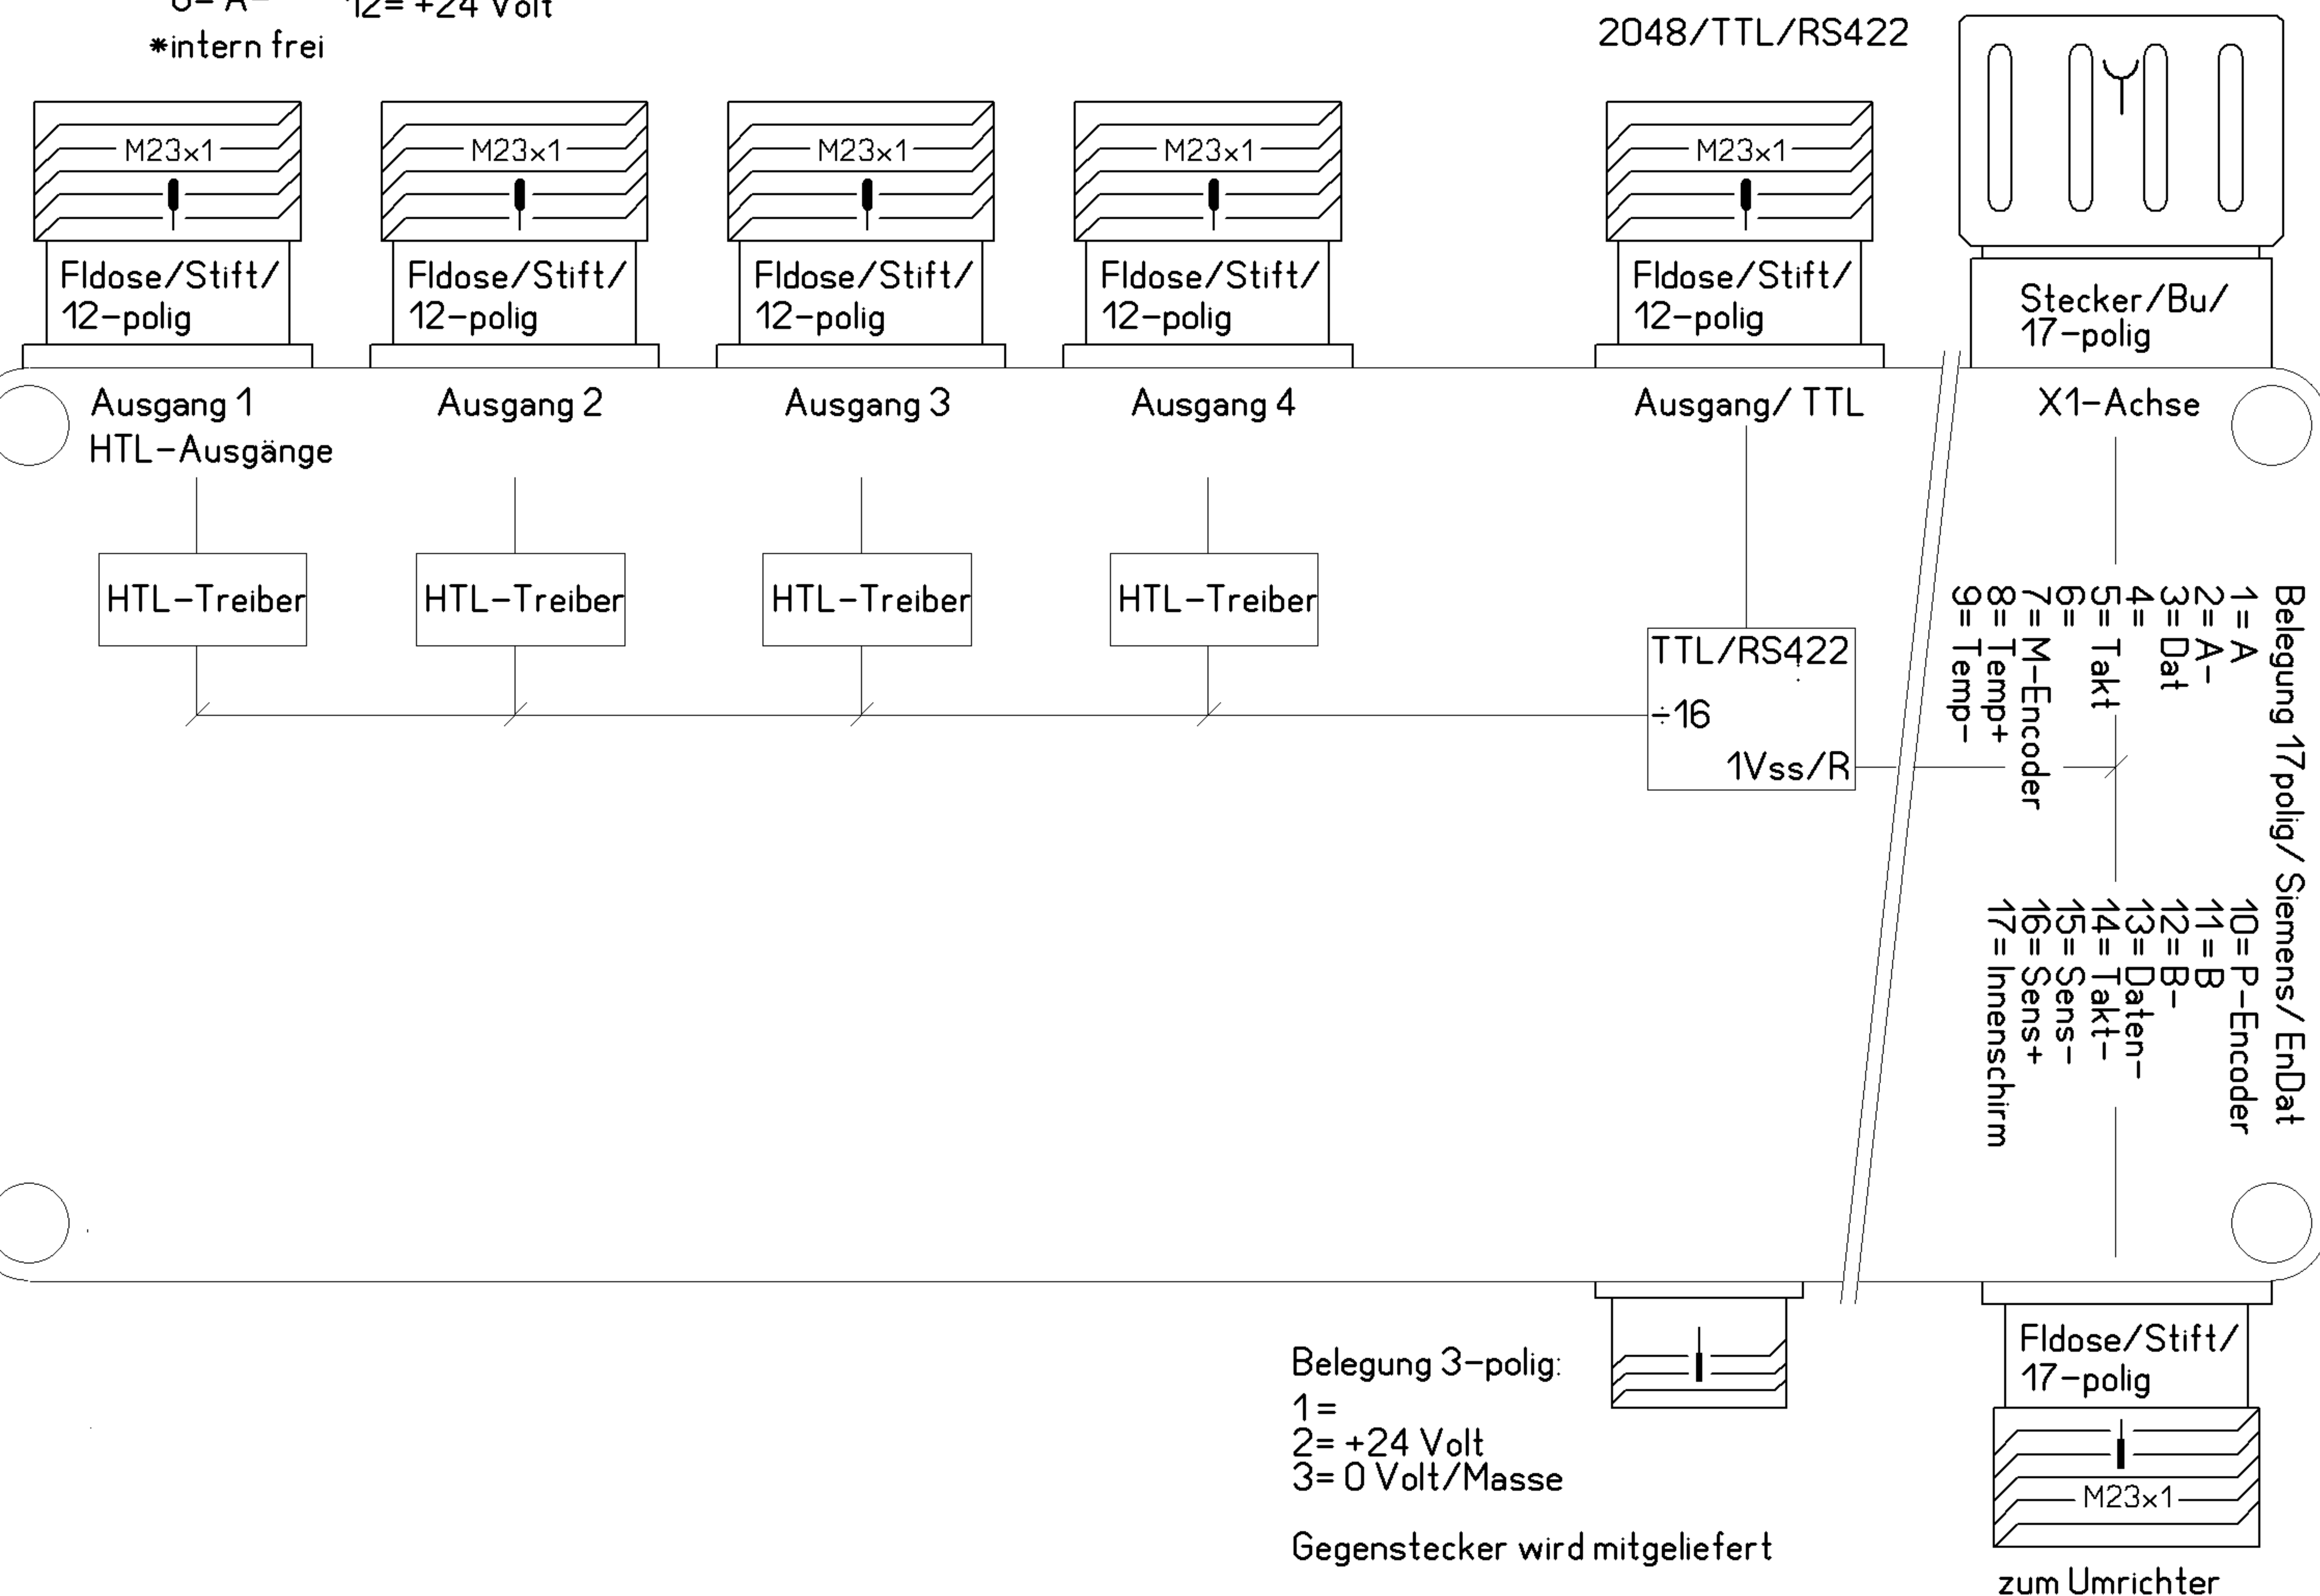 12= +24 Volt
*intern frei
2048/TTL/RS422
M23x1
M23x1
M23x1
M23x1
M23x1
Fldose/Stift/
12-polig
Fldose/Stift/
12-polig
Fldose/Stift/
12-polig
Fldose/Stift/
12-polig
Fldose/Stift/
12-polig
Stecker/Bu/
17-polig
Ausgang 1
HTL-Ausgänge
Ausgang 2
Ausgang 3
Ausgang 4
Ausgang/ TTL
X1-Achse
HTL-Treiber
HTL-Treiber
HTL-Treiber
HTL-Treiber
TTL/RS422
÷16
1Vss/R
Belegung 17polig/ Siemens/ EnDat
1= A
2= A-
3= Dat
4=
5= Takt
6=
7= M-Encoder
8= Temp+
9= Temp-
10= P-Encoder
11= B
12= B-
13= Daten-
14= Takt-
15= Sens-
16= Sens+
17= Innenschirm
Belegung 3-polig:
1=
2= +24 Volt
3= 0 Volt/Masse
Gegenstecker wird mitgeliefert
Fldose/Stift/
17-polig
M23x1
zum Umrichter